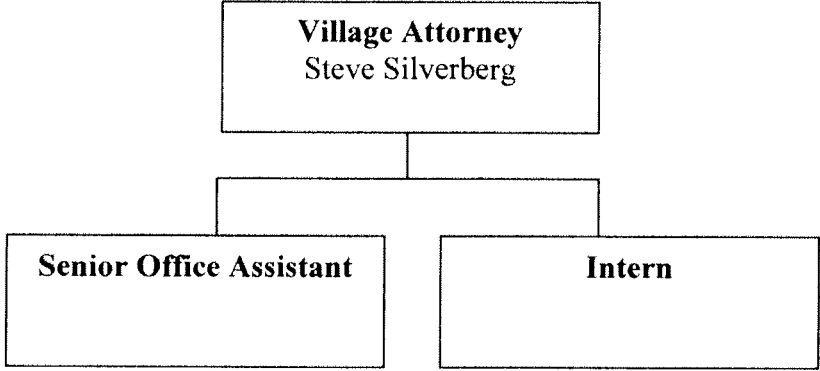 Village Attorney
Steve Silverberg
Senior Office Assistant
Intern